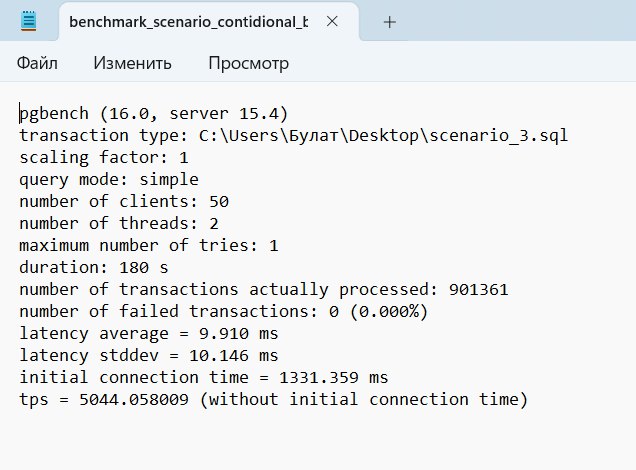 benchmark_scenario_contidional_b
Файл Изменить Просмотр
pgbench (16.0, server 15.4)
transaction type: C:\Users\Булат\Desktop\scenario_3.sql
scaling factor: 1
query mode: simple
number of clients: 50
number of threads: 2
maximum number of tries: 1
duration: 180 s
number of transactions actually processed: 901361
number of failed transactions: 0 (0.000%)
latency average = 9.910 ms
latency stddev = 10.146 ms
initial connection time = 1331.359 ms
tps = 5044.058009 (without initial connection time)